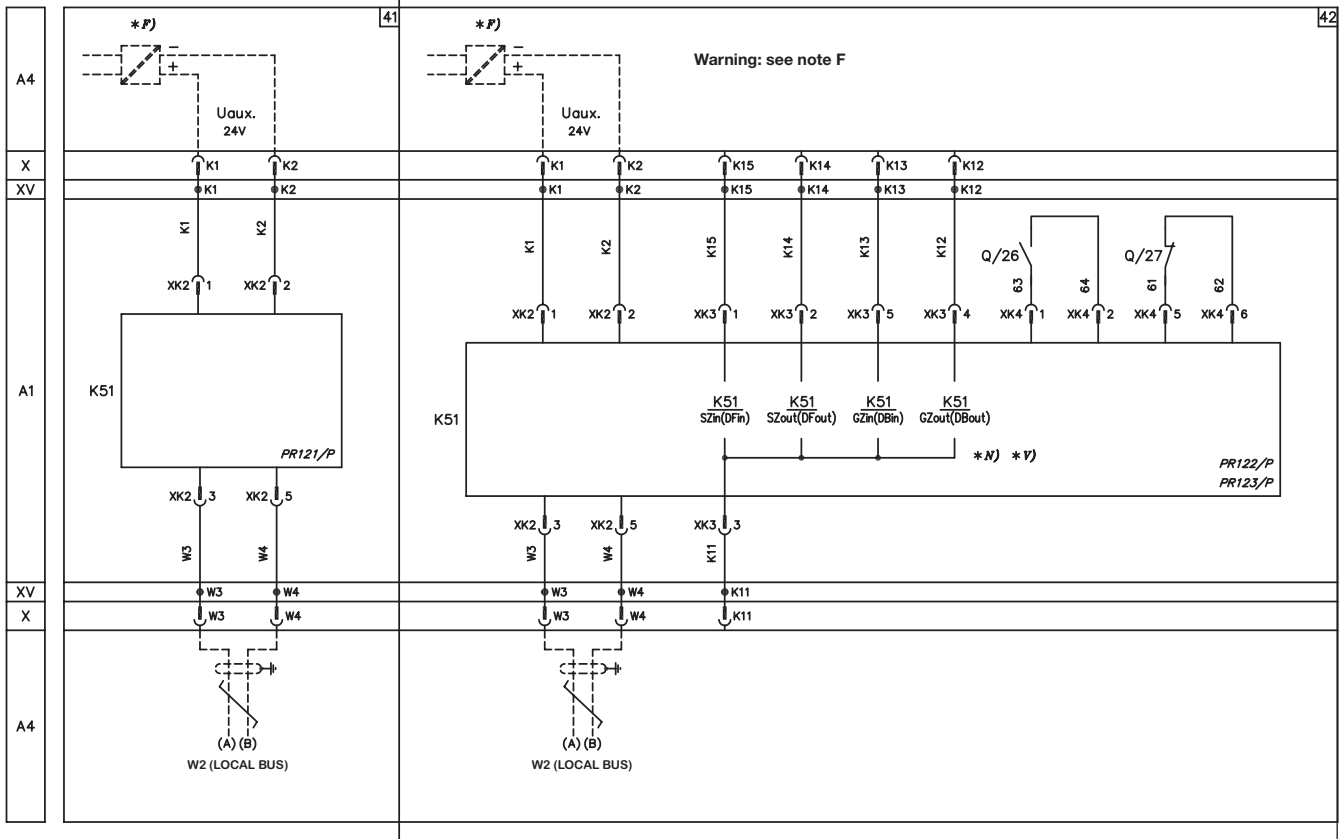 *F) 41 *F) 42
A4 − + − + Warning: see note F
Uaux. Uaux.
24V 24V
X K1 K2 K1 K2 K15 K14 K13 K12
XV K1 K2 K1 K2 K15 K14 K13 K12
K1 K2 K1 K2 K15 K14 K13 K12 Q/26 Q/27
63 64 61 62
XK2 1 XK2 2
XK2 1 XK2 2 XK3 1 XK3 2 XK3 5 XK3 4 XK4 1 XK4 2 XK4 5 XK4 6
A1 K51 K51
K51 K51 K51 K51
SZin(DFin) SZout(DFout) GZin(DBin) GZout(DBout)
PR121/P *N) *V) PR122/P
PR123/P
XK2 3 XK2 5
XK2 3 XK2 5 XK3 3
W3 W4 W3 W4 K11
XV W3 W4 W3 W4 K11
X W3 W4 W3 W4 K11
A4
(A) (B) (A) (B)
W2 (LOCAL BUS) W2 (LOCAL BUS)